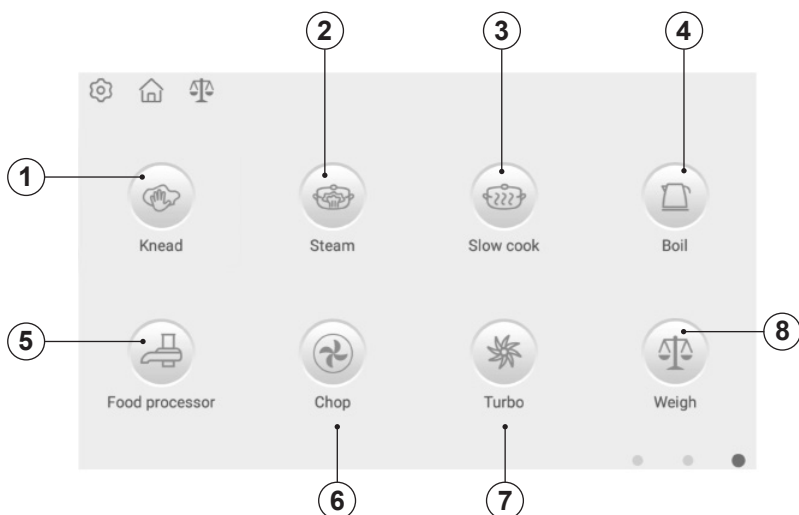 2
3
4
1
Knead
Steam
Slow cook
Boil
5
8
Food processor
Chop
Turbo
Weigh
6
7